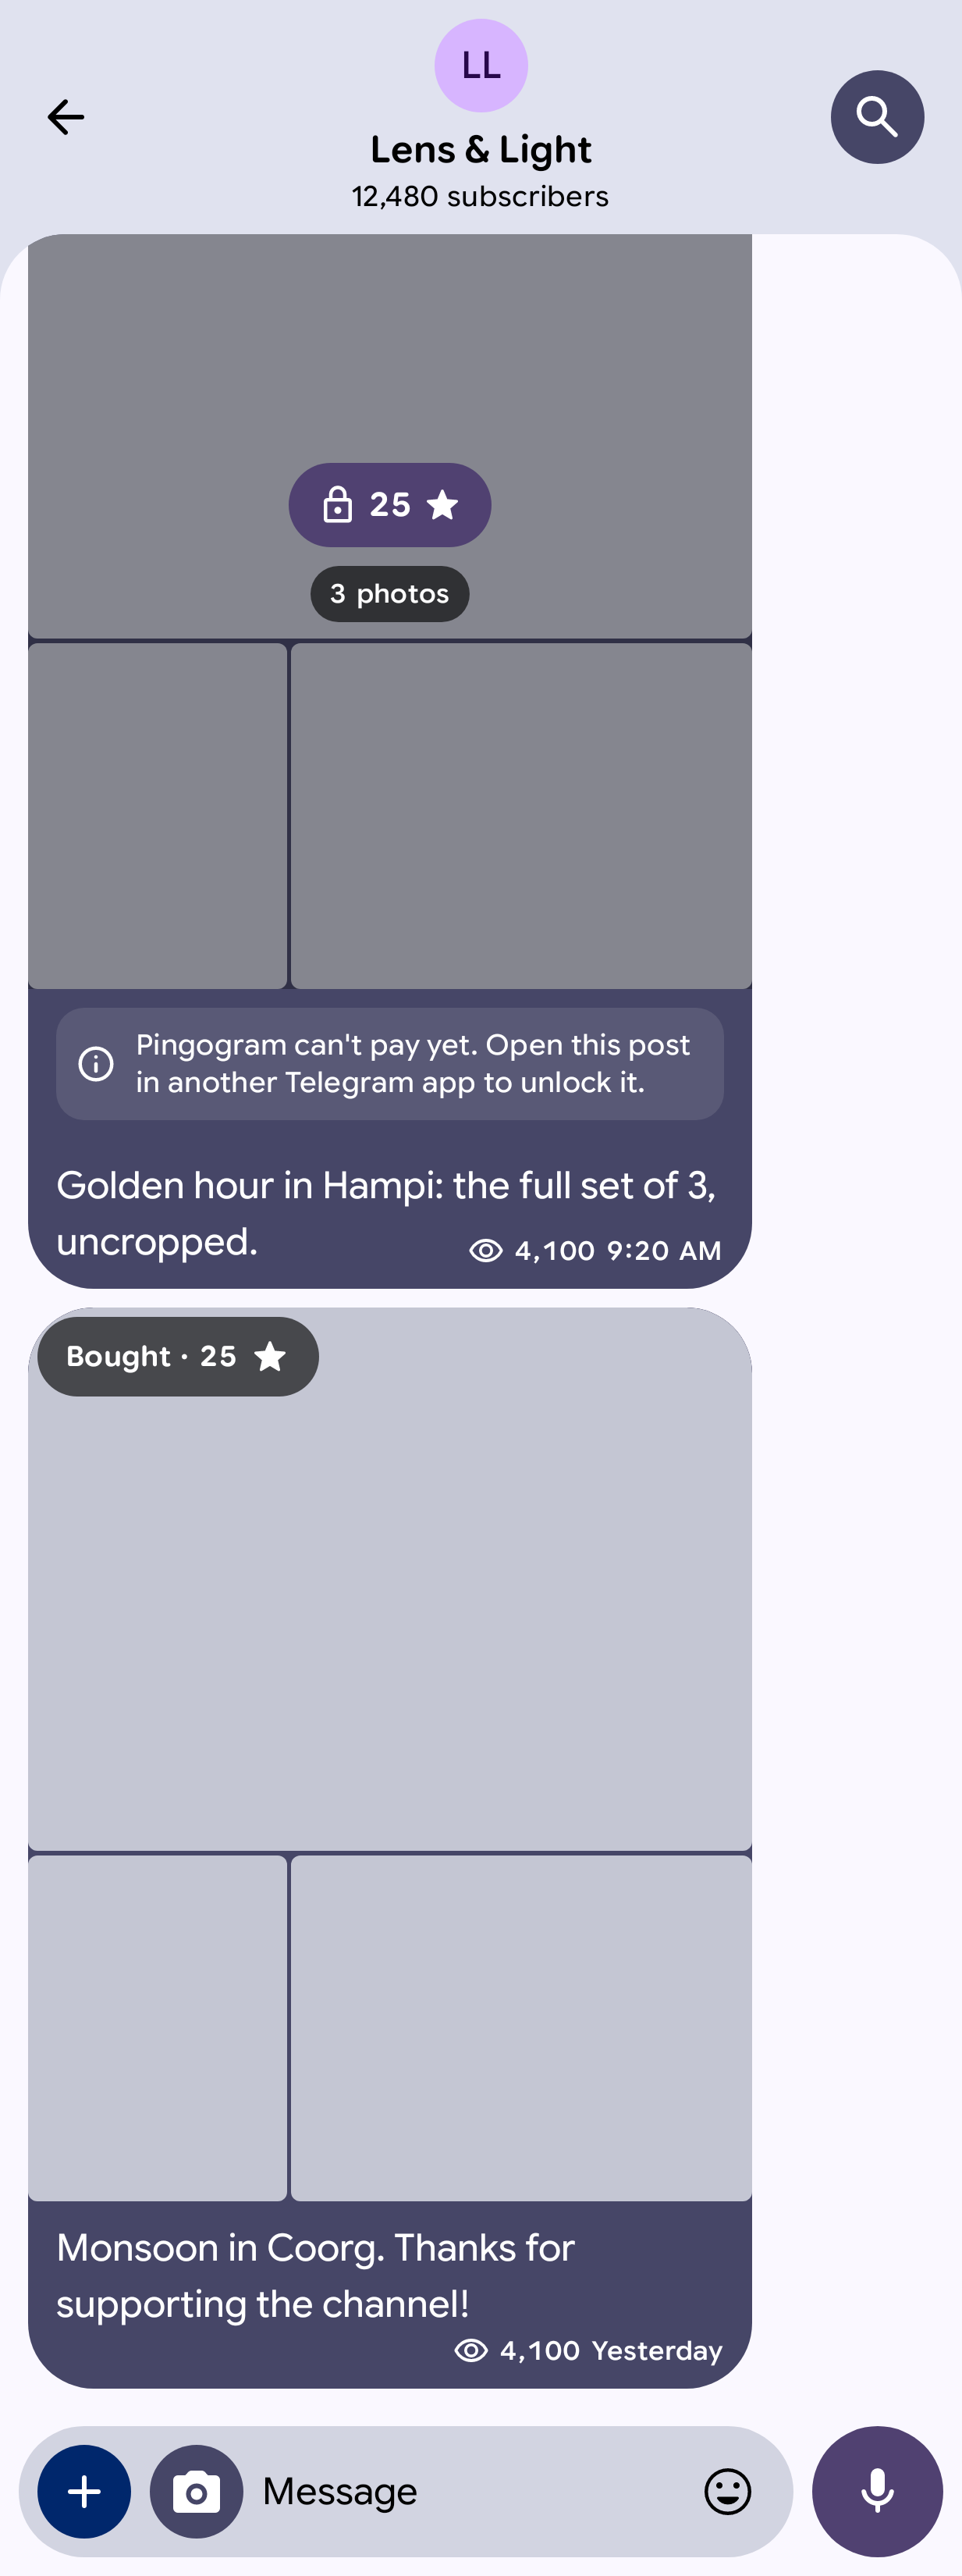 LL
Lens & Light
12,480 subscribers
25
3 photos
Pingogram can't pay yet. Open this post
in another Telegram app to unlock it.
Golden hour in Hampi: the full set of 3,
uncropped.
4,100 9:20 AM
Bought · 25
Monsoon in Coorg. Thanks for
supporting the channel!
4,100 Yesterday
Message